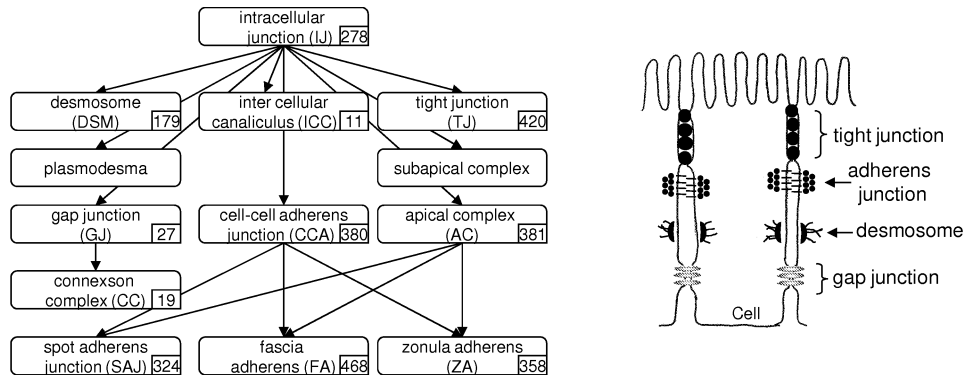 intracellular
junction (IJ) 278
desmosome
(DSM) 179
inter cellular
canaliculus (ICC) 11
tight junction
(TJ) 420
plasmodesma
subapical complex
gap junction
(GJ) 27
cell-cell adherens
junction (CCA) 380
apical complex
(AC) 381
connexson
complex (CC) 19
spot adherens
junction (SAJ) 324
fascia
adherens (FA) 468
zonula adherens
(ZA) 358
tight junction
adherens
junction
desmosome
gap junction
Cell